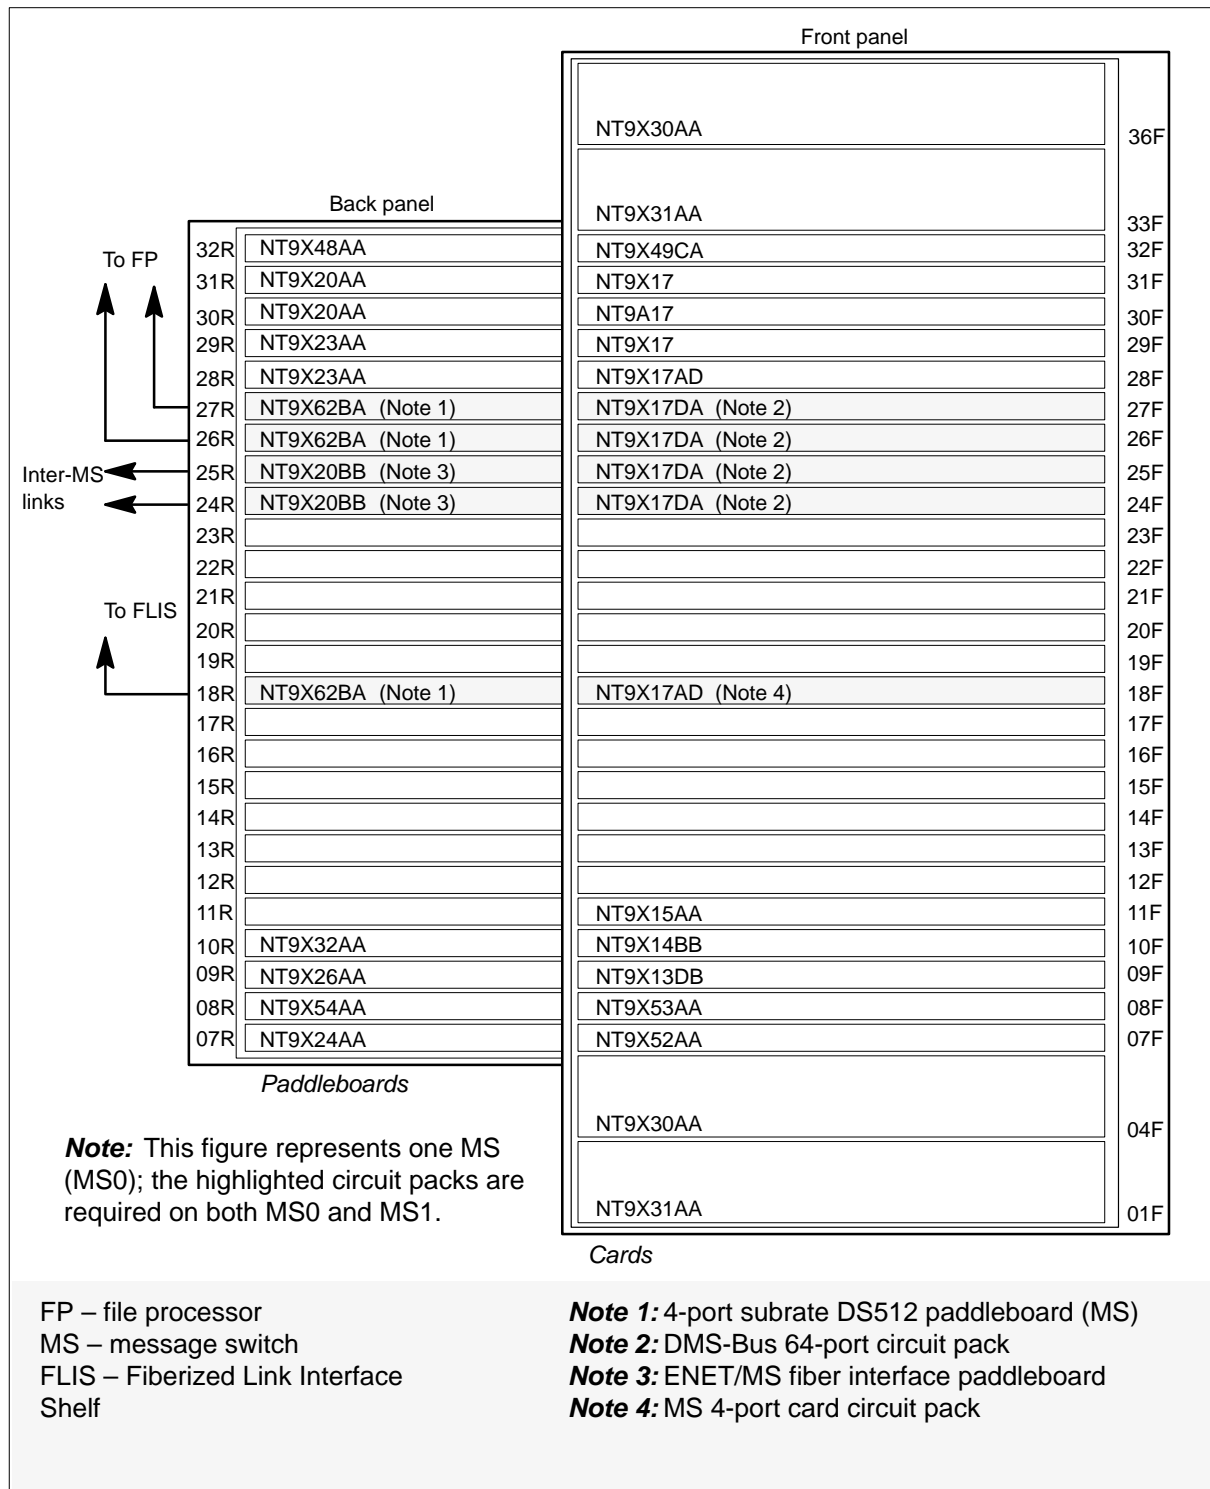 Front panel
NT9X30AA 36F
NT9X31AA 33F
Back panel
To FP
32R NT9X48AA NT9X49CA 32F
31R NT9X20AA NT9X17 31F
30R NT9X20AA NT9A17 30F
29R NT9X23AA NT9X17 29F
28R NT9X23AA NT9X17AD 28F
27R NT9X62BA (Note 1) NT9X17DA (Note 2) 27F
26R NT9X62BA (Note 1) NT9X17DA (Note 2) 26F
Inter-MS
links
25R NT9X20BB (Note 3) NT9X17DA (Note 2) 25F
24R NT9X20BB (Note 3) NT9X17DA (Note 2) 24F
23R 23F
22R 22F
21R 21F
To FLIS
20R 20F
19R 19F
18R NT9X62BA (Note 1) NT9X17AD (Note 4) 18F
17R 17F
16R 16F
15R 15F
14R 14F
13R 13F
12R 12F
11R NT9X15AA 11F
10R NT9X32AA NT9X14BB 10F
09R NT9X26AA NT9X13DB 09F
08R NT9X54AA NT9X53AA 08F
07R NT9X24AA NT9X52AA 07F
Paddleboards
NT9X30AA 04F
NT9X31AA 01F
Cards
Note: This figure represents one MS
(MS0); the highlighted circuit packs are
required on both MS0 and MS1.
FP – file processor
MS – message switch
FLIS – Fiberized Link Interface
Shelf
Note 1: 4-port subrate DS512 paddleboard (MS)
Note 2: DMS-Bus 64-port circuit pack
Note 3: ENET/MS fiber interface paddleboard
Note 4: MS 4-port card circuit pack